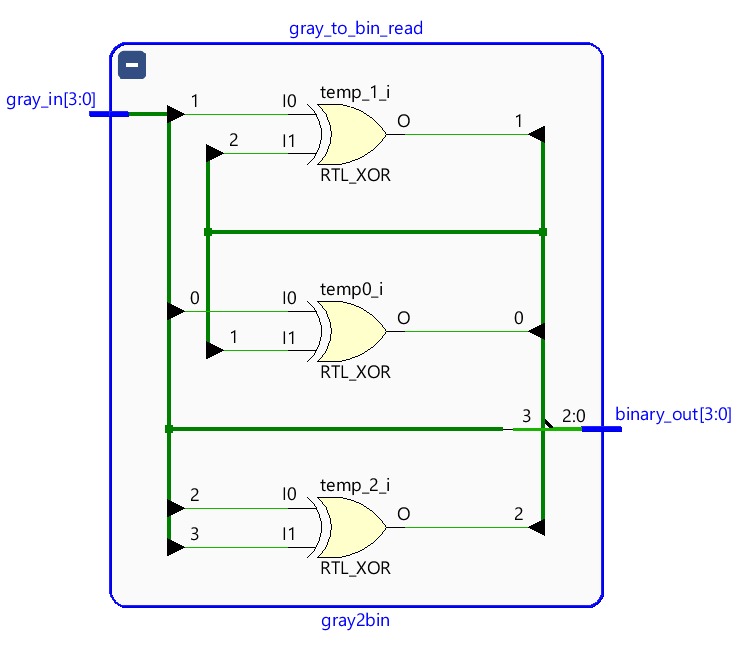 gray_to_bin_read
gray_in[3:0]
temp_1_i
1 I0
O 1
2 I1
RTL_XOR
temp0_i
0 I0
O 0
1 I1
RTL_XOR
3 2:0 binary_out[3:0]
temp_2_i
2 I0
O 2
3 I1
RTL_XOR
gray2bin